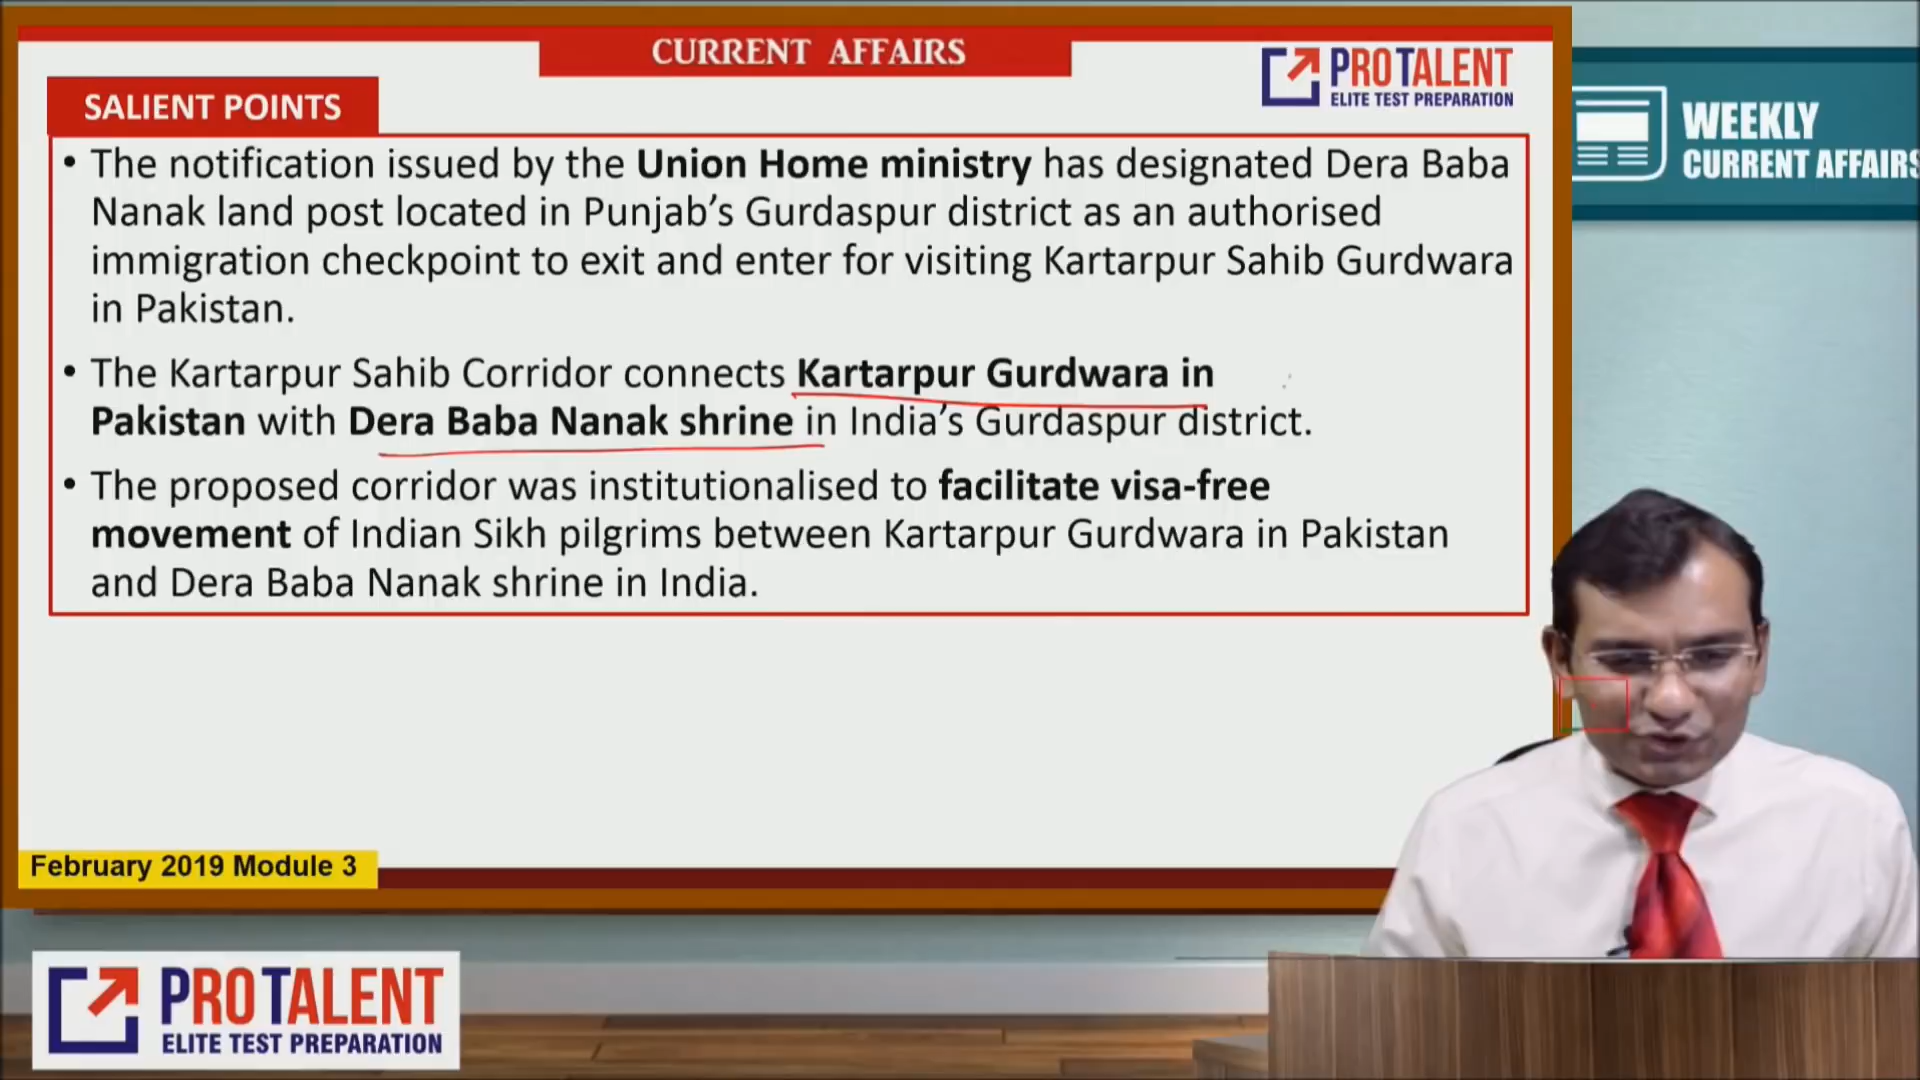 CURRENT AFFAIRS
PROTALENT
ELITE TEST PREPARATION
SALIENT POINTS
WEEKLY
CURRENT AFFAIRS
• The notification issued by the Union Home ministry has designated Dera Baba
Nanak land post located in Punjab’s Gurdaspur district as an authorised
immigration checkpoint to exit and enter for visiting Kartarpur Sahib Gurdwara
in Pakistan.
• The Kartarpur Sahib Corridor connects Kartarpur Gurdwara in
Pakistan with Dera Baba Nanak shrine in India’s Gurdaspur district.
• The proposed corridor was institutionalised to facilitate visa-free
movement of Indian Sikh pilgrims between Kartarpur Gurdwara in Pakistan
and Dera Baba Nanak shrine in India.
February 2019 Module 3
PROTALENT
ELITE TEST PREPARATION